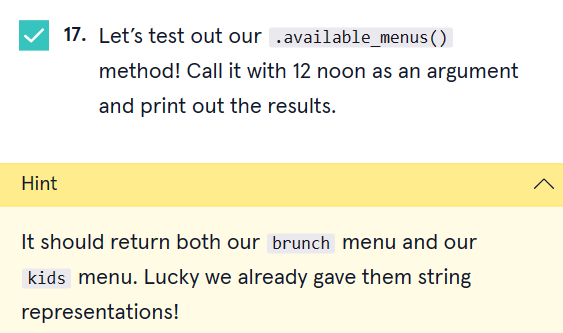 17. Let’s test out our .available_menus()
method! Call it with 12 noon as an argument
and print out the results.
Hint
It should return both our brunch menu and our
kids menu. Lucky we already gave them string
representations!